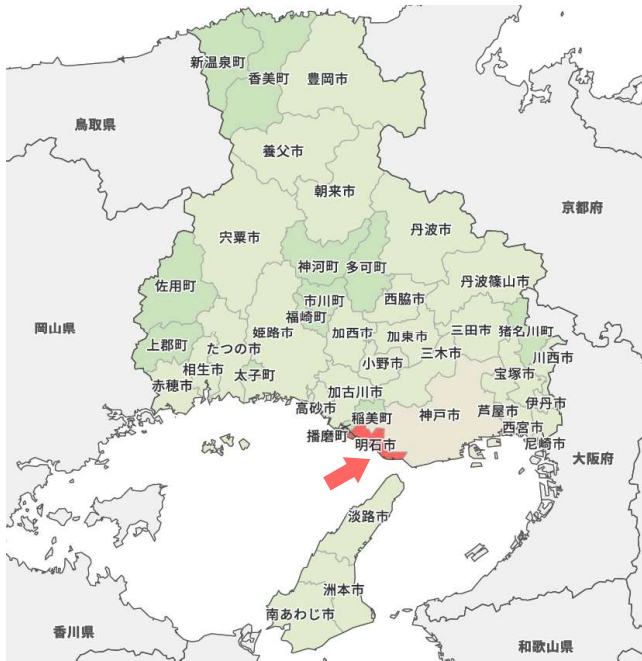 新温泉町
香美町
豊岡市
鳥取県
養父市
朝来市
京都府
丹波市
宍粟市
神河町
多可町
丹波篠山市
佐用町
市川町
西脇市
福崎町
岡山県
上郡町
たつの市
姫路市
加西市
加東市
三田市
猪名川町
相生市
太子町
小野市
三木市
川西市
赤穂市
宝塚市
加古川市
高砂市
稲美町
神戸市
芦屋市
伊丹市
播磨町
明石市
西宮市
尼崎市
大阪府
淡路市
洲本市
南あわじ市
香川県
和歌山県